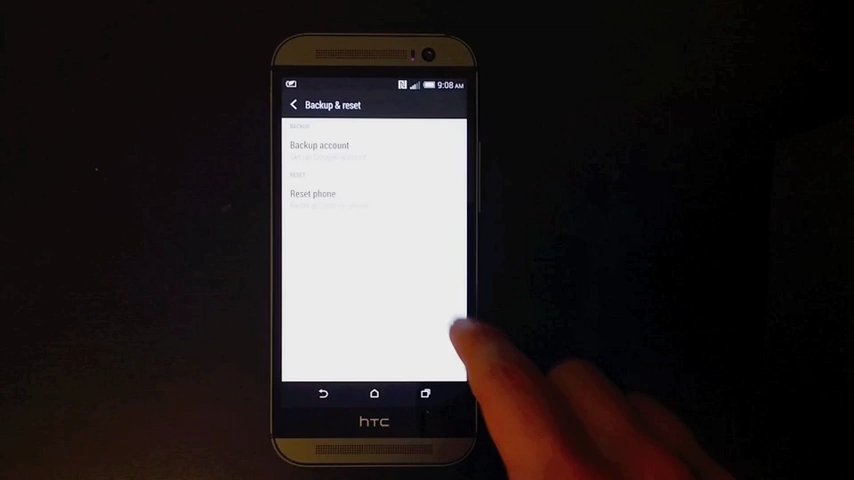 9:08 AM
Backup & reset
BACKUP
Backup account
RESET
Reset phone
hTC